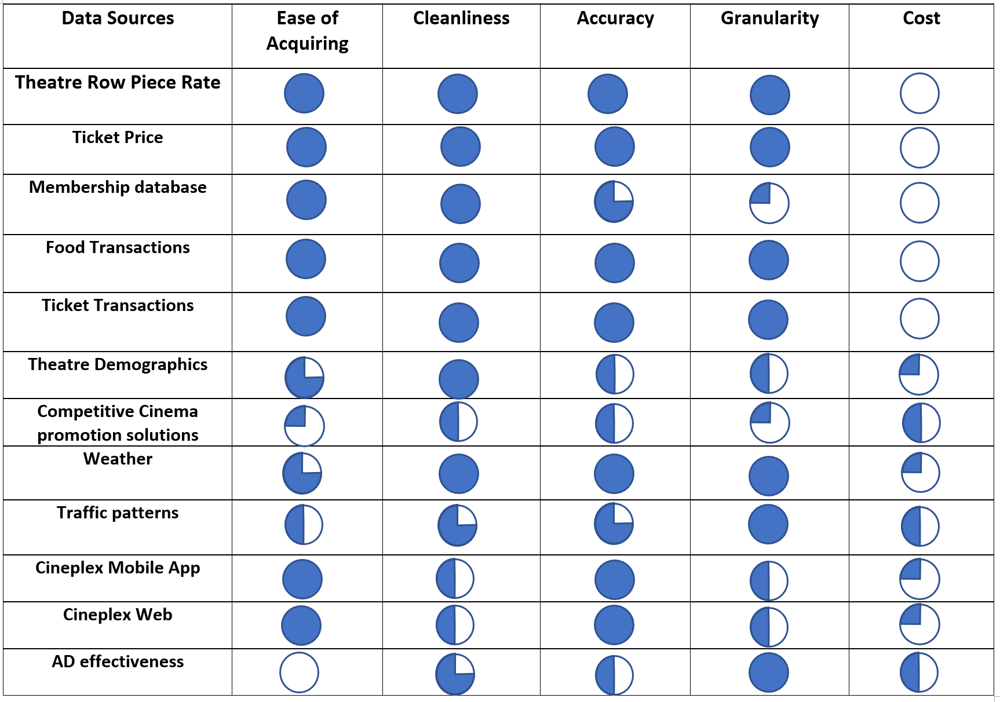 Data Sources
Ease of
Acquiring
Cleanliness
Accuracy
Granularity
Cost
Theatre Row Piece Rate
Ticket Price
Membership database
Food Transactions
Ticket Transactions
Theatre Demographics
Competitive Cinema
promotion solutions
Weather
Traffic patterns
Cineplex Mobile App
Cineplex Web
AD effectiveness